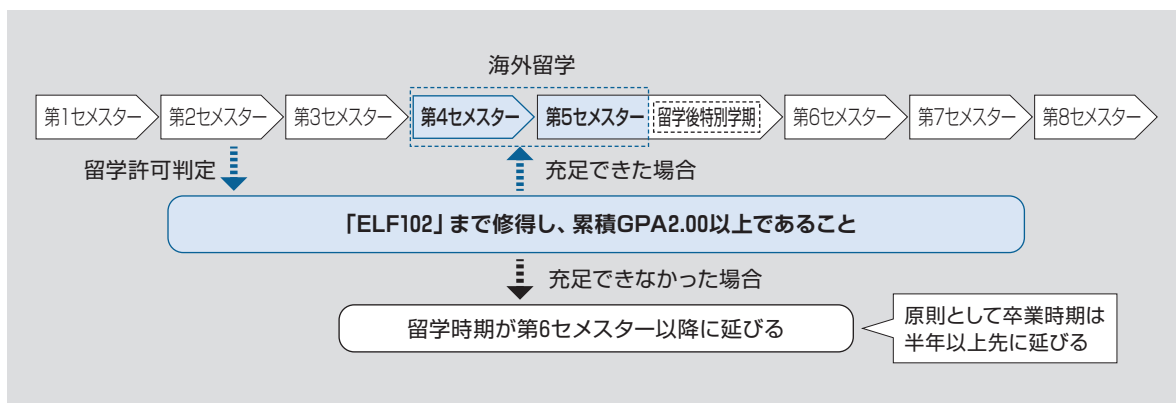 海外留学
第1セメスター
第2セメスター
第3セメスター
第4セメスター
第5セメスター
留学後特別学期
第6セメスター
第7セメスター
第8セメスター
留学許可判定
充足できた場合
「ELF102」まで修得し、累積GPA2.00以上であること
充足できなかった場合
留学時期が第6セメスター以降に延びる
原則として卒業時期は
半年以上先に延びる